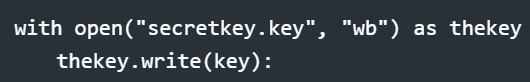 with open("secretkey.key", "wb") as thekey
thekey.write(key):